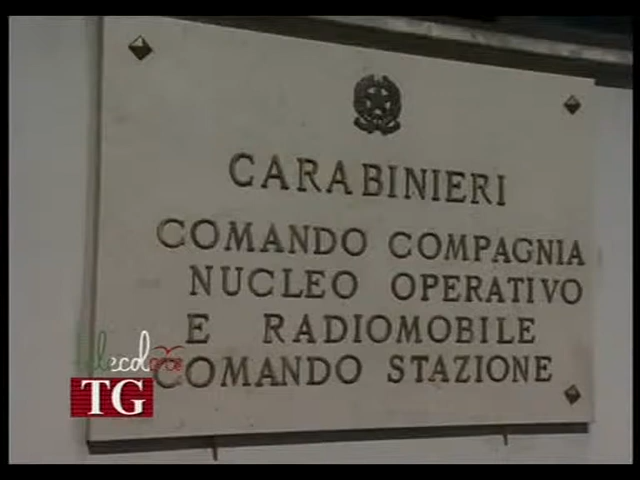 CARABINIERI
COMANDO COMPAGNIA
NUCLEO OPERATIVO
E RADIOMOBILE
COMANDO STAZIONE
TG